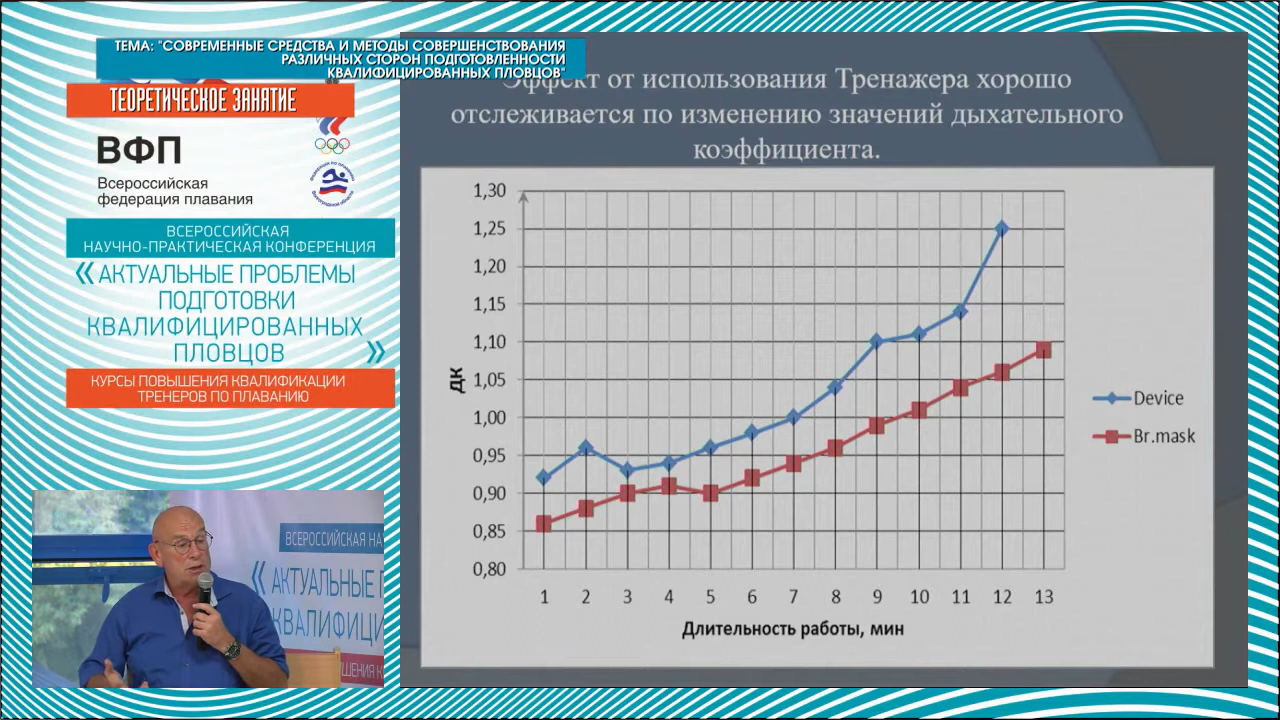 ТЕМА: "СОВРЕМЕННЫЕ СРЕДСТВА И МЕТОДЫ СОВЕРШЕНСТВОВАНИЯ
РАЗЛИЧНЫХ СТОРОН ПОДГОТОВЛЕННОСТИ
КВАЛИФИЦИРОВАННЫХ ПЛОВЦОВ"
ТЕОРЕТИЧЕСКОЕ ЗАНЯТИЕ
ВФП
Всероссийская
федерация плавания
ВСЕРОССИЙСКАЯ
НАУЧНО-ПРАКТИЧЕСКАЯ КОНФЕРЕНЦИЯ
« АКТУАЛЬНЫЕ ПРОБЛЕМЫ
ПОДГОТОВКИ
КВАЛИФИЦИРОВАННЫХ
ПЛОВЦОВ »
КУРСЫ ПОВЫШЕНИЯ КВАЛИФИКАЦИИ
ТРЕНЕРОВ ПО ПЛАВАНИЮ
Эффект от использования Тренажера хорошо
отслеживается по изменению значений дыхательного
коэффициента.
1,30
1,25
1,20
1,15
1,10
1,05
1,00
0,95
0,90
0,85
0,80
ДК
1 2 3 4 5 6 7 8 9 10 11 12 13
Длительность работы, мин
Device
Br.mask
ВСЕРОССИЙСКАЯ НА
« АКТУАЛЬНЫЕ П
КВАЛИФИЦИ
ЫШЕНИЯ К